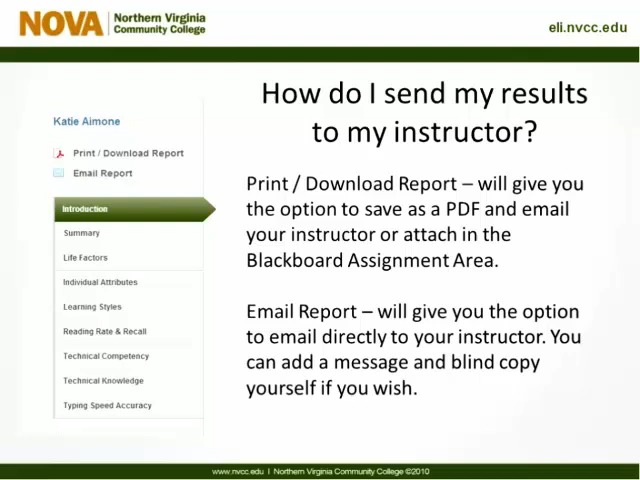 NOVA
Northern Virginia
Community College
eli.nvcc.edu
Katie Aimone
Print / Download Report
Email Report
Introduction
Summary
Life Factors
Individual Attributes
Learning Styles
Reading Rate & Recall
Technical Competency
Technical Knowledge
Typing Speed Accuracy
How do I send my results
to my instructor?
Print / Download Report – will give you
the option to save as a PDF and email
your instructor or attach in the
Blackboard Assignment Area.
Email Report – will give you the option
to email directly to your instructor. You
can add a message and blind copy
yourself if you wish.
www.nvcc.edu | Northern Virginia Community College ©2010